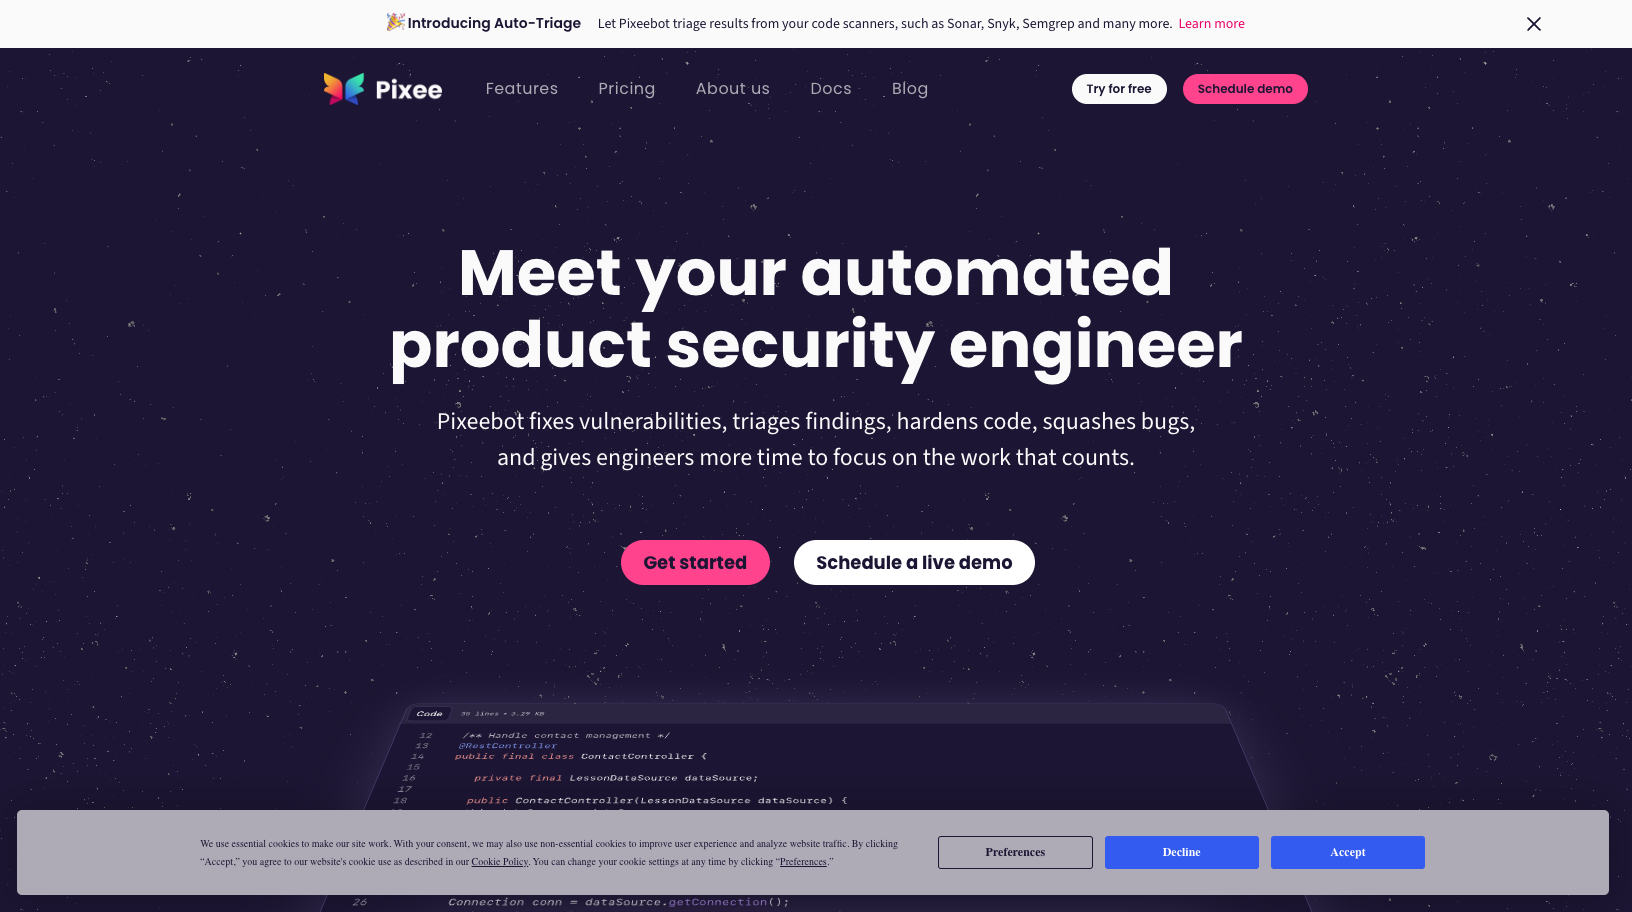 🎉 Introducing Auto-Triage Let Pixeebot triage results from your code scanners, such as Sonar, Snyk, Semgrep and many more. Learn more
Pixee Features Pricing About us Docs Blog Try for free Schedule demo
Meet your automated
product security engineer
Pixeebot fixes vulnerabilities, triages findings, hardens code, squashes bugs,
and gives engineers more time to focus on the work that counts.
Get started Schedule a live demo
Code 35 lines • 3.29 KB
12 /** Handle contact management */
13 @RestController
14 public final class ContactController {
15
16 private final LessonDataSource dataSource;
17
18 public ContactController(LessonDataSource dataSource) {
We use essential cookies to make our site work. With your consent, we may also use non-essential cookies to improve user experience and analyze website traffic. By clicking
“Accept,” you agree to our website's cookie use as described in our Cookie Policy. You can change your cookie settings at any time by clicking “Preferences.”
Preferences Decline Accept
26 Connection conn = dataSource.getConnection();